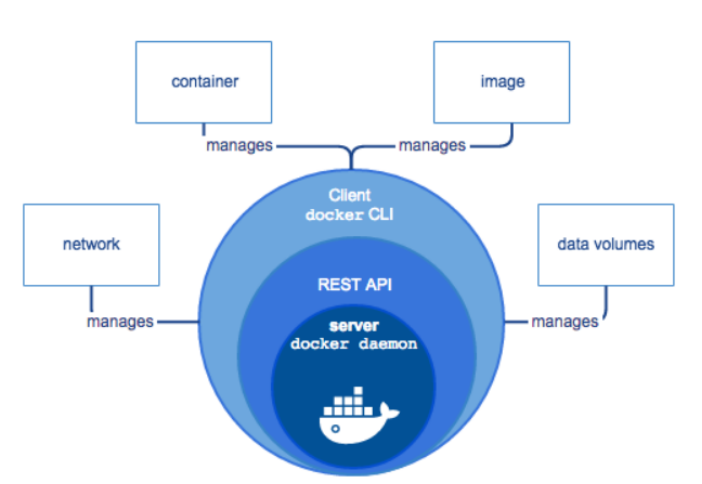 container
image
manages
manages
Client
docker CLI
network
data volumes
REST API
manages
manages
server
docker daemon